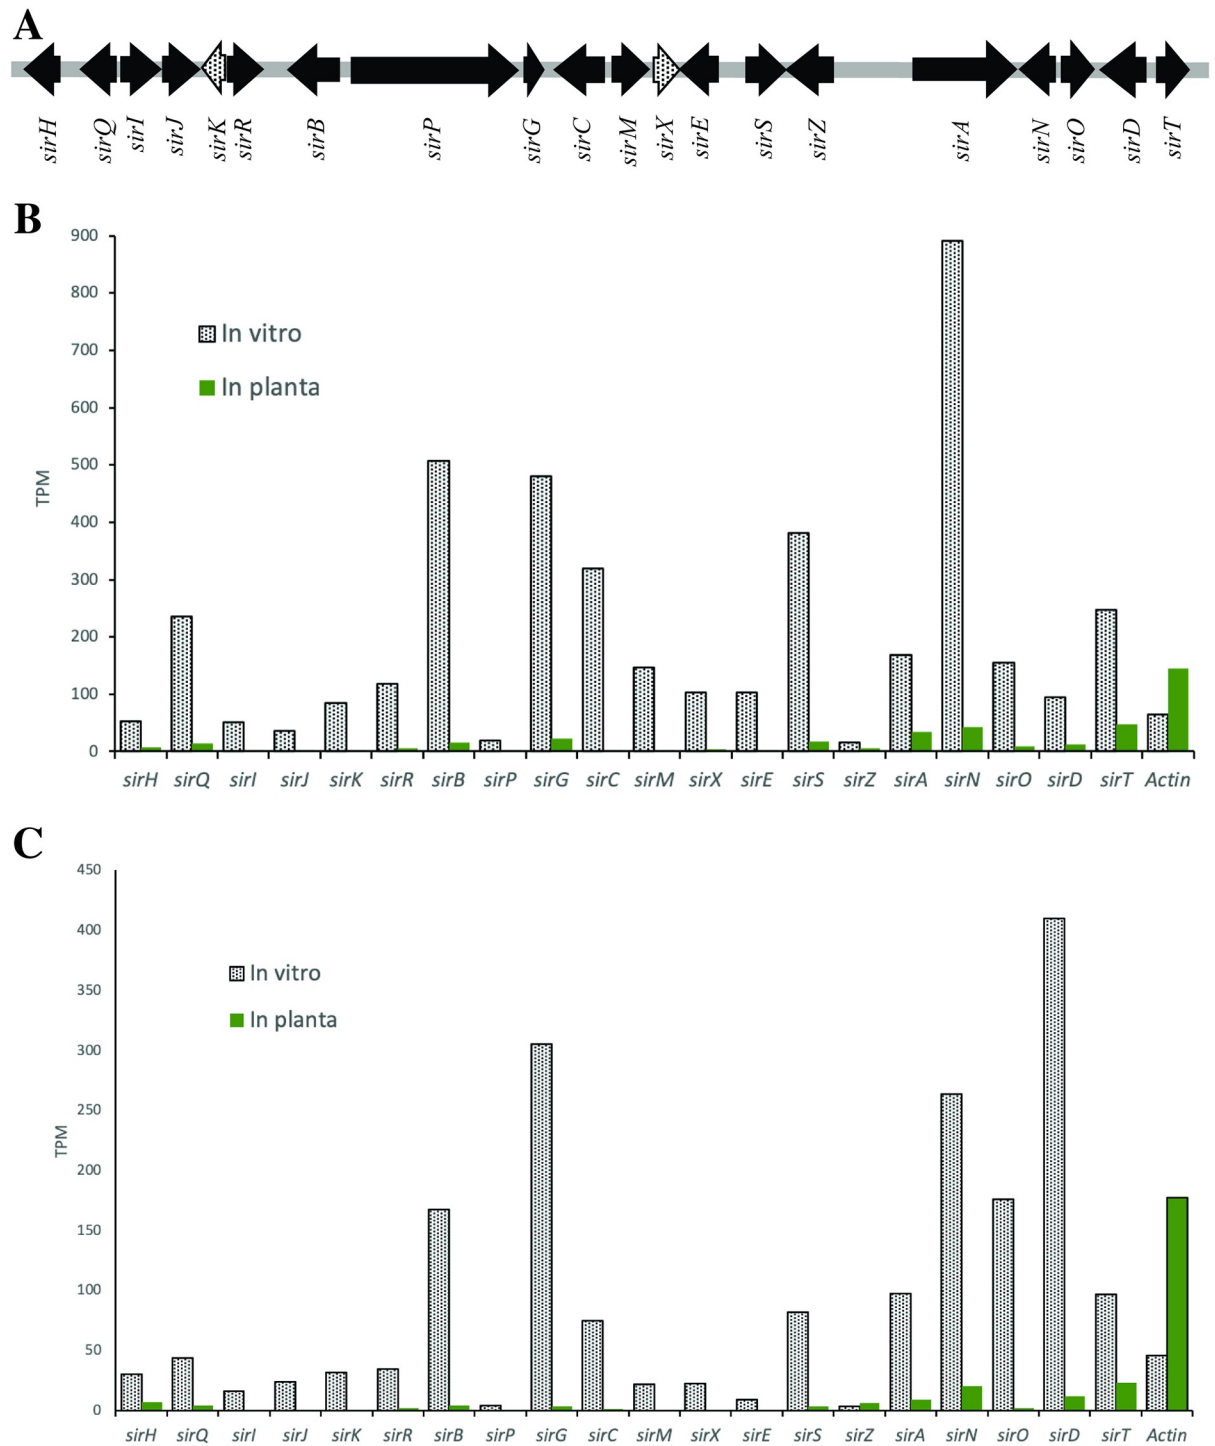 A
sirH sirQ sirI sirJ sirK sirR sirB sirP sirG sirC sirM sirX sirE sirS sirZ sirA sirN sirO sirD sirT
B
900
800
700
600
500
400
300
200
100
0
TPM
In vitro
In planta
sirH sirQ sirI sirJ sirK sirR sirB sirP sirG sirC sirM sirX sirE sirS sirZ sirA sirN sirO sirD sirT Actin
C
450
400
350
300
250
200
150
100
50
0
TPM
In vitro
In planta
sirH sirQ sirI sirJ sirK sirR sirB sirP sirG sirC sirM sirX sirE sirS sirZ sirA sirN sirO sirD sirT Actin